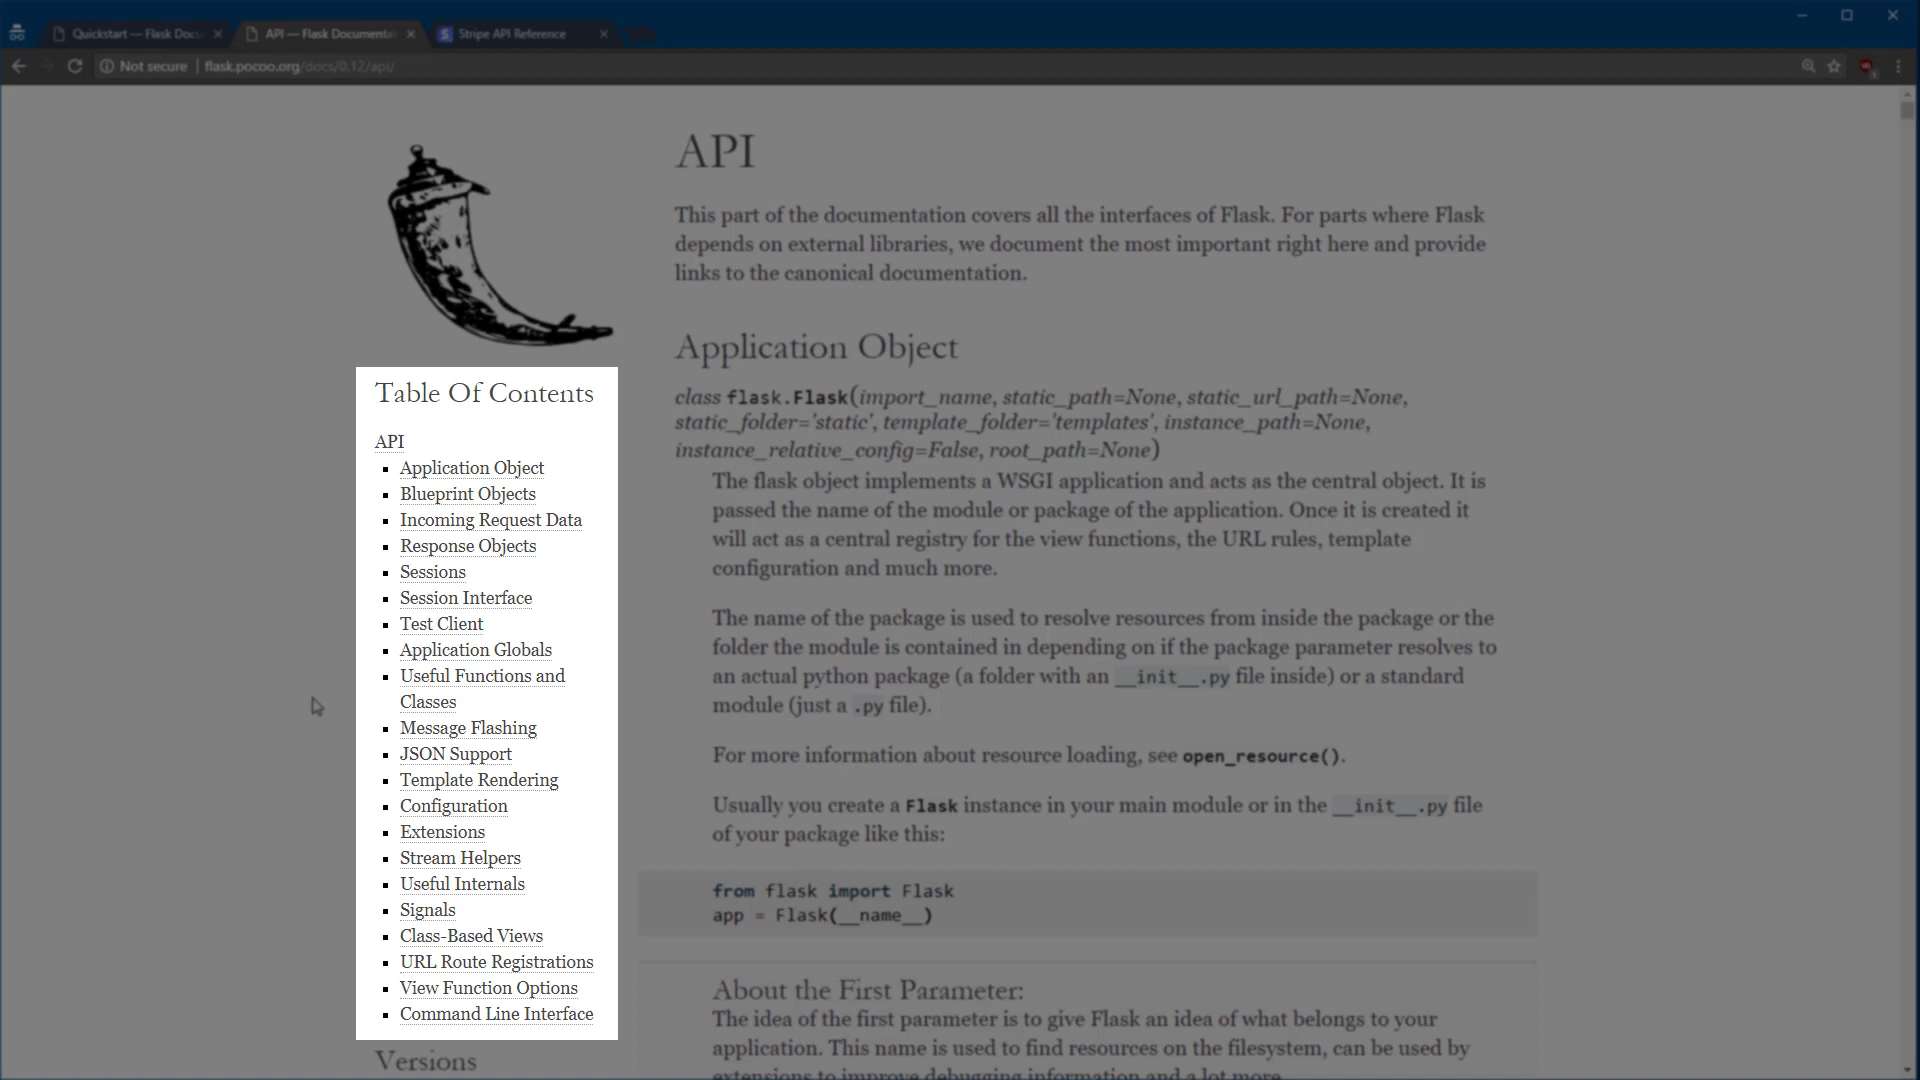 Quickstart — Flask Docu
API — Flask Documenta
Stripe API Reference
Not secure | flask.pocoo.org/docs/0.12/api/
API
This part of the documentation covers all the interfaces of Flask. For parts where Flask
depends on external libraries, we document the most important right here and provide
links to the canonical documentation.
Application Object
class flask.Flask(import_name, static_path=None, static_url_path=None,
static_folder='static', template_folder='templates', instance_path=None,
instance_relative_config=False, root_path=None)
The flask object implements a WSGI application and acts as the central object. It is
passed the name of the module or package of the application. Once it is created it
will act as a central registry for the view functions, the URL rules, template
configuration and much more.
The name of the package is used to resolve resources from inside the package or the
folder the module is contained in depending on if the package parameter resolves to
an actual python package (a folder with an __init__.py file inside) or a standard
module (just a .py file).
For more information about resource loading, see open_resource().
Usually you create a Flask instance in your main module or in the __init__.py file
of your package like this:
from flask import Flask
app = Flask(__name__)
About the First Parameter:
The idea of the first parameter is to give Flask an idea of what belongs to your
application. This name is used to find resources on the filesystem, can be used by
extensions to improve debugging information and a lot more.
Table Of Contents
API
Application Object
Blueprint Objects
Incoming Request Data
Response Objects
Sessions
Session Interface
Test Client
Application Globals
Useful Functions and
Classes
Message Flashing
JSON Support
Template Rendering
Configuration
Extensions
Stream Helpers
Useful Internals
Signals
Class-Based Views
URL Route Registrations
View Function Options
Command Line Interface
Versions